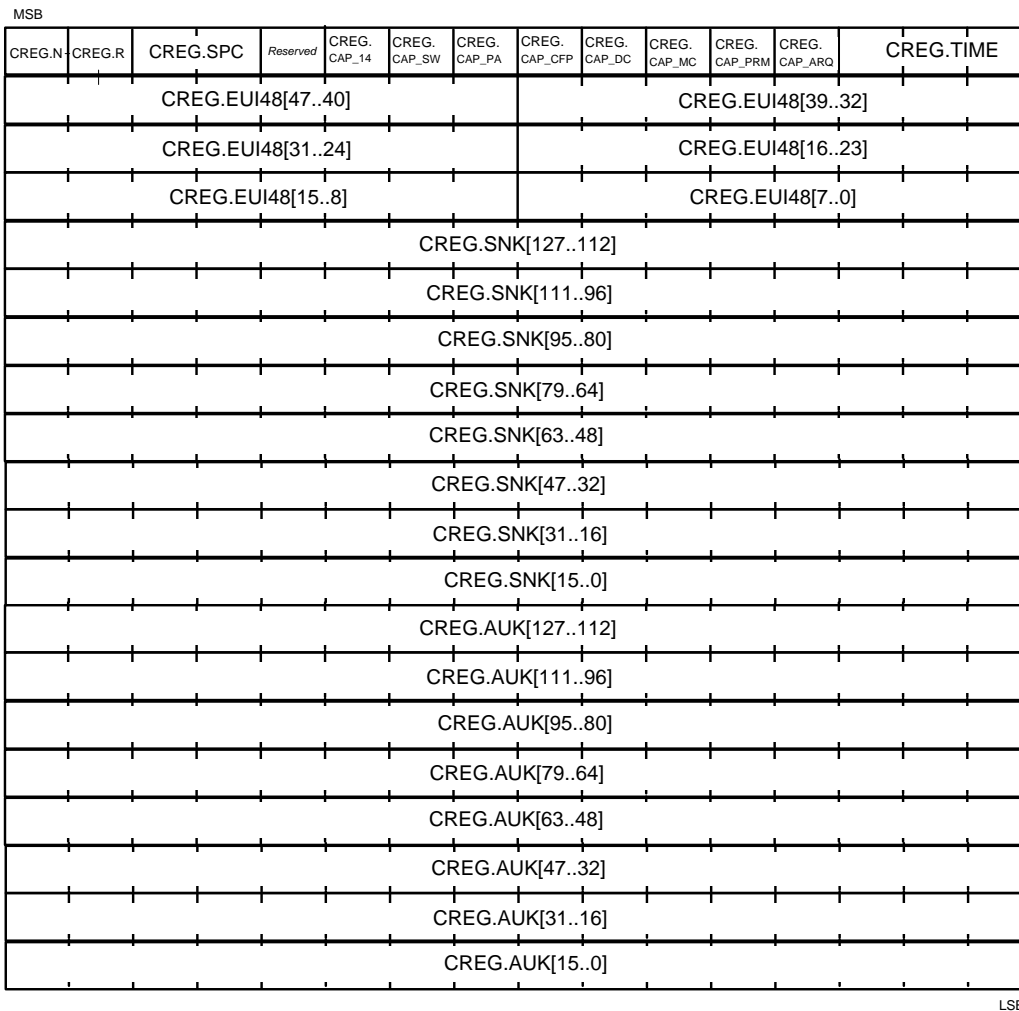 MSB
CREG.N CREG.R CREG.SPC Reserved CREG. CAP_14 CREG. CAP_SW CREG. CAP_PA CREG. CAP_CFP CREG. CAP_DC CREG. CAP_MC CREG. CAP_PRM CREG. CAP_ARQ CREG.TIME
CREG.EUI48[47..40] CREG.EUI48[39..32]
CREG.EUI48[31..24] CREG.EUI48[16..23]
CREG.EUI48[15..8] CREG.EUI48[7..0]
CREG.SNK[127..112]
CREG.SNK[111..96]
CREG.SNK[95..80]
CREG.SNK[79..64]
CREG.SNK[63..48]
CREG.SNK[47..32]
CREG.SNK[31..16]
CREG.SNK[15..0]
CREG.AUK[127..112]
CREG.AUK[111..96]
CREG.AUK[95..80]
CREG.AUK[79..64]
CREG.AUK[63..48]
CREG.AUK[47..32]
CREG.AUK[31..16]
CREG.AUK[15..0]
LSB